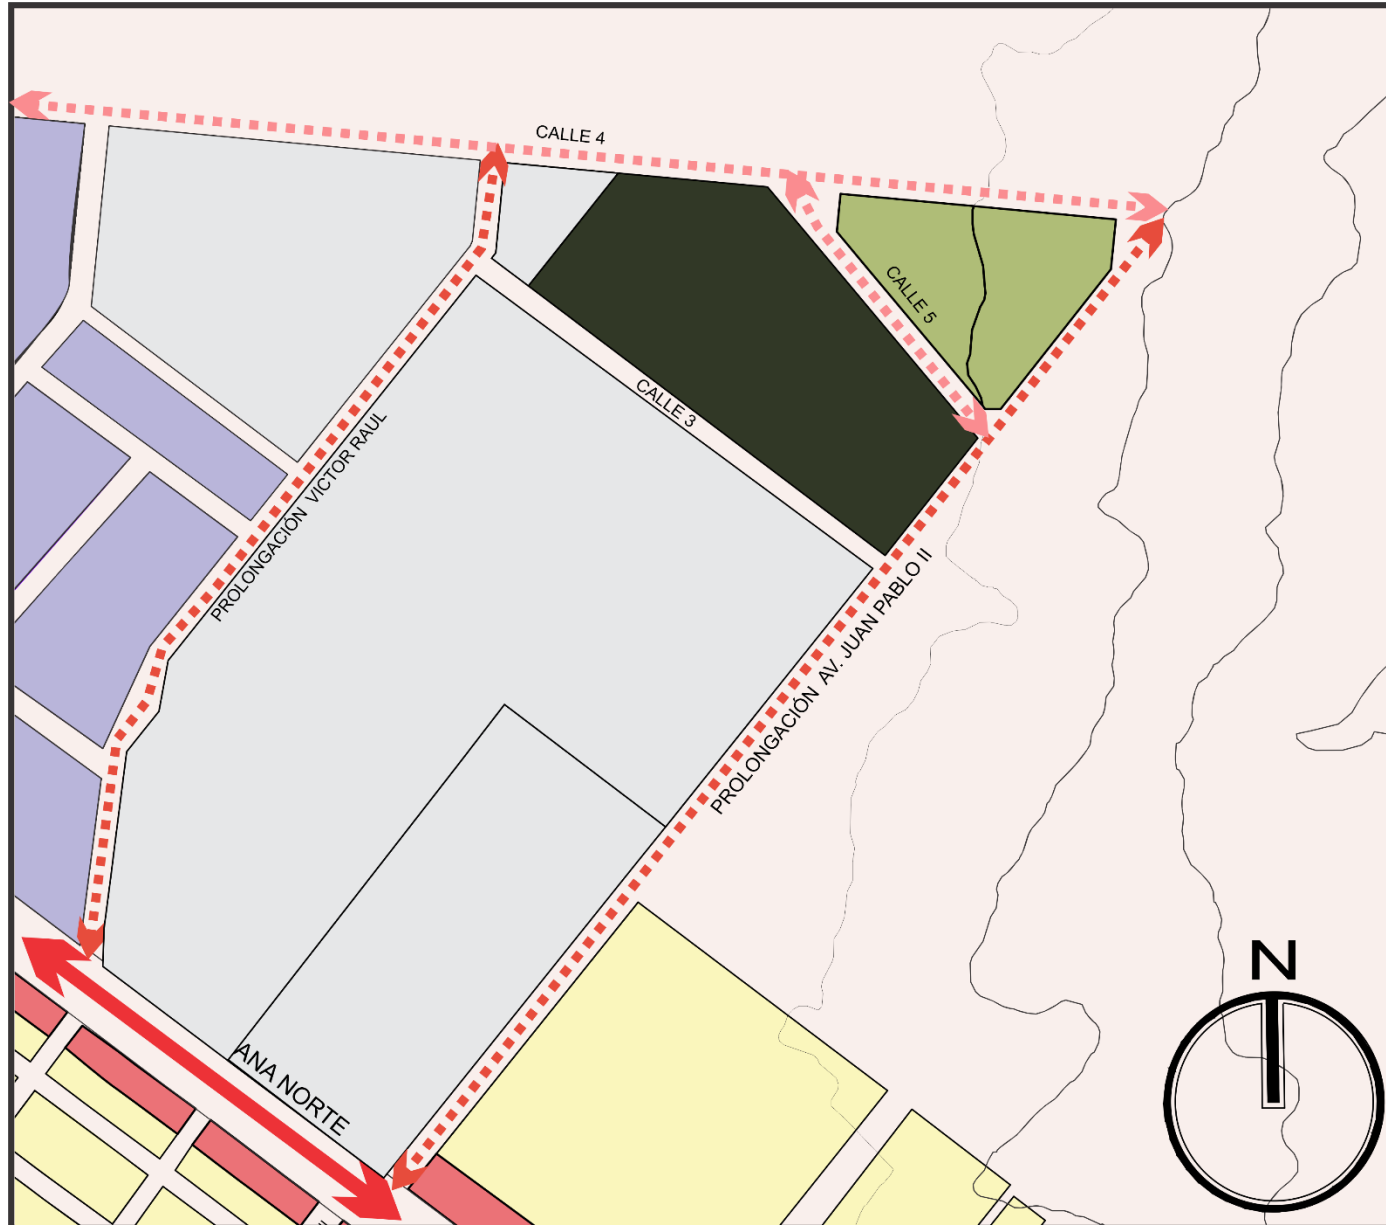 CALLE 4
CALLE 5
CALLE 3
PROLONGACIÓN VICTOR RAUL
PROLONGACIÓN AV. JUAN PABLO II
ANA NORTE
N